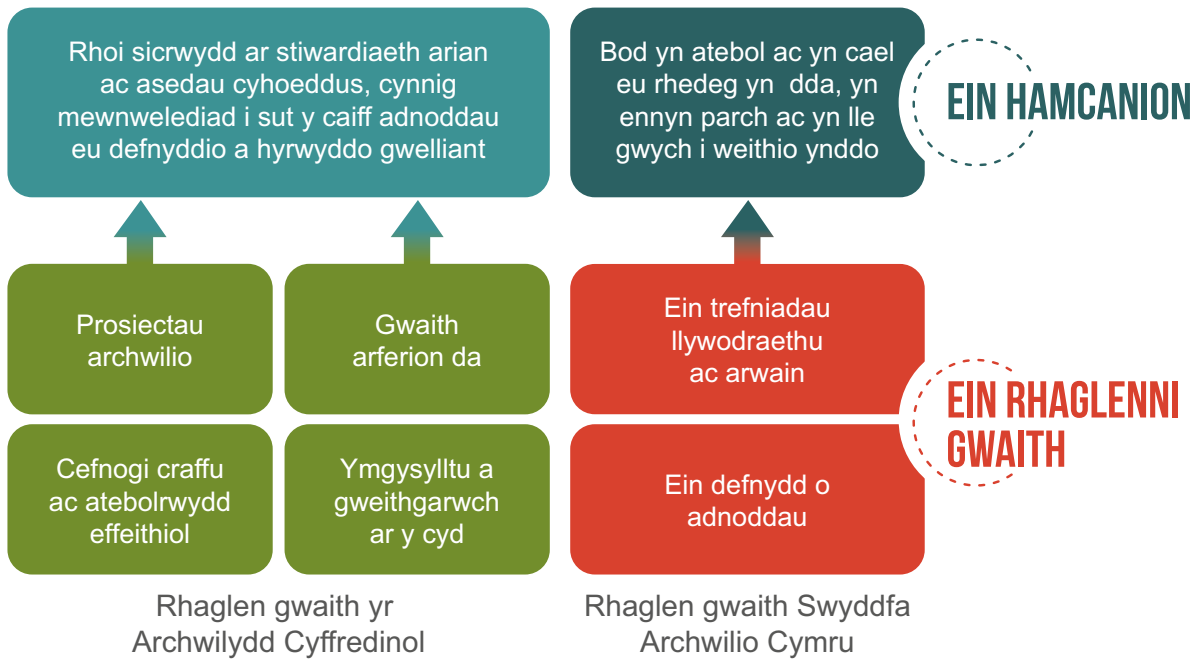 Rhoi sicrwydd ar stiwardiaeth arian
ac asedau cyhoeddus, cynnig
mewnwelediad i sut y caiff adnoddau
eu defnyddio a hyrwyddo gwelliant
Bod yn atebol ac yn cael
eu rhedeg yn dda, yn
ennyn parch ac yn lle
gwych i weithio ynddo
EIN HAMCANION
Prosiectau
archwilio
Gwaith
arferion da
Ein trefniadau
llywodraethu
ac arwain
EIN RHAGLENNI
GWAITH
Cefnogi craffu
ac atebolrwydd
effeithiol
Ymgysylltu a
gweithgarwch
ar y cyd
Ein defnydd o
adnoddau
Rhaglen gwaith yr
Archwilydd Cyffredinol
Rhaglen gwaith Swyddfa
Archwilio Cymru